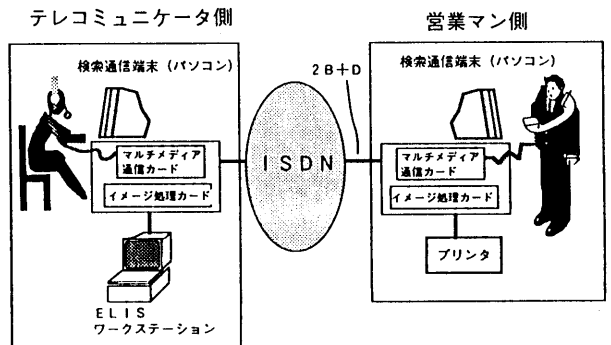 テレコミュニケータ側
検索通信端末（パソコン）
マルチメディア
通信カード
イメージ処理カード
ＥＬＩＳ
ワークステーション
２Ｂ＋Ｄ
ＩＳＤＮ
営業マン側
検索通信端末（パソコン）
マルチメディア
通信カード
イメージ処理カード
プリンタ